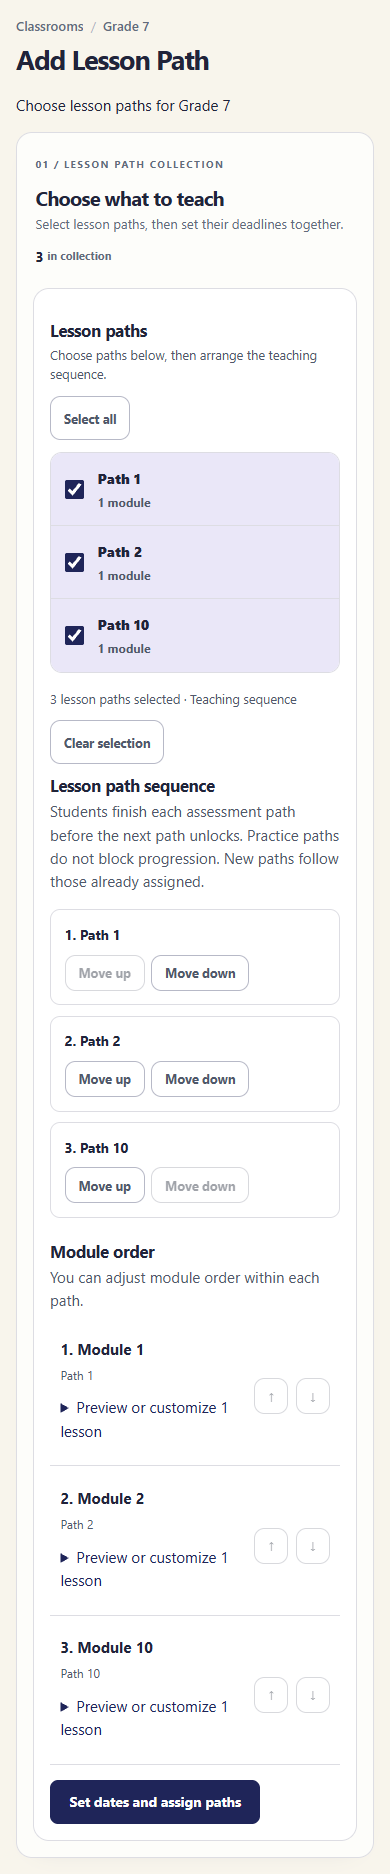 Classrooms / Grade 7
Add Lesson Path
Choose lesson paths for Grade 7
01 / LESSON PATH COLLECTION
Choose what to teach
Select lesson paths, then set their deadlines together.
3 in collection
Lesson paths
Choose paths below, then arrange the teaching
sequence.
Select all
Path 1
1 module
Path 2
1 module
Path 10
1 module
3 lesson paths selected · Teaching sequence
Clear selection
Lesson path sequence
Students finish each assessment path
before the next path unlocks. Practice paths
do not block progression. New paths follow
those already assigned.
1. Path 1
Move up Move down
2. Path 2
Move up Move down
3. Path 10
Move up Move down
Module order
You can adjust module order within each
path.
1. Module 1
Path 1
▶ Preview or customize 1
lesson
↑ ↓
2. Module 2
Path 2
▶ Preview or customize 1
lesson
↑ ↓
3. Module 10
Path 10
▶ Preview or customize 1
lesson
↑ ↓
Set dates and assign paths